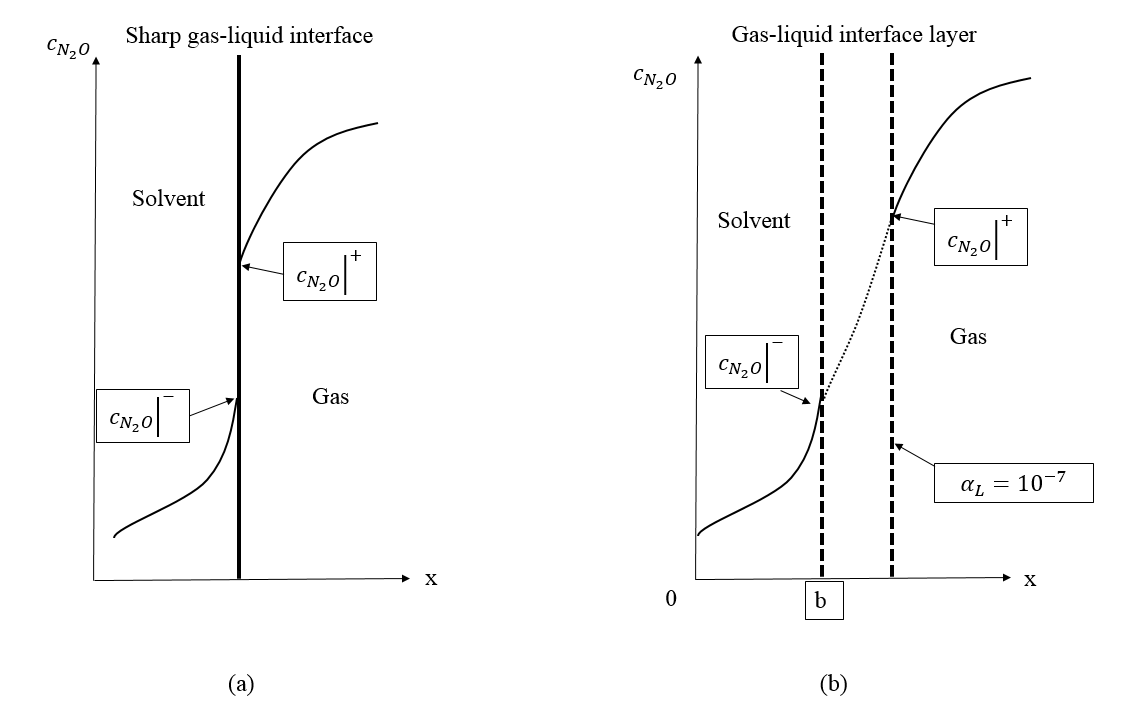 Sharp gas-liquid interface
c_{N_2O}
Solvent
c_{N_2O}|^+
c_{N_2O}|^-
Gas
x
(a)
Gas-liquid interface layer
c_{N_2O}
Solvent
c_{N_2O}|^+
Gas
c_{N_2O}|^-
α_L = 10^{-7}
x
0
b
(b)